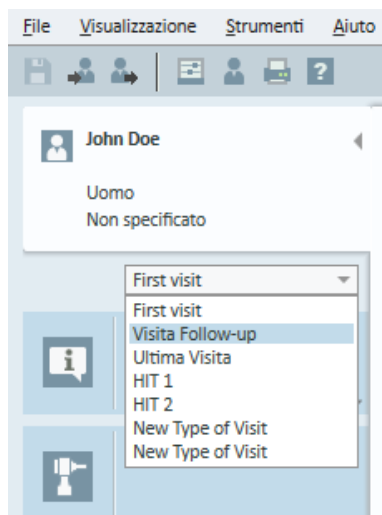 File Visualizzazione Strumenti Aiuto
?
John Doe
Uomo
Non specificato
First visit
First visit
Visita Follow-up
Ultima Visita
HIT 1
HIT 2
New Type of Visit
New Type of Visit
i